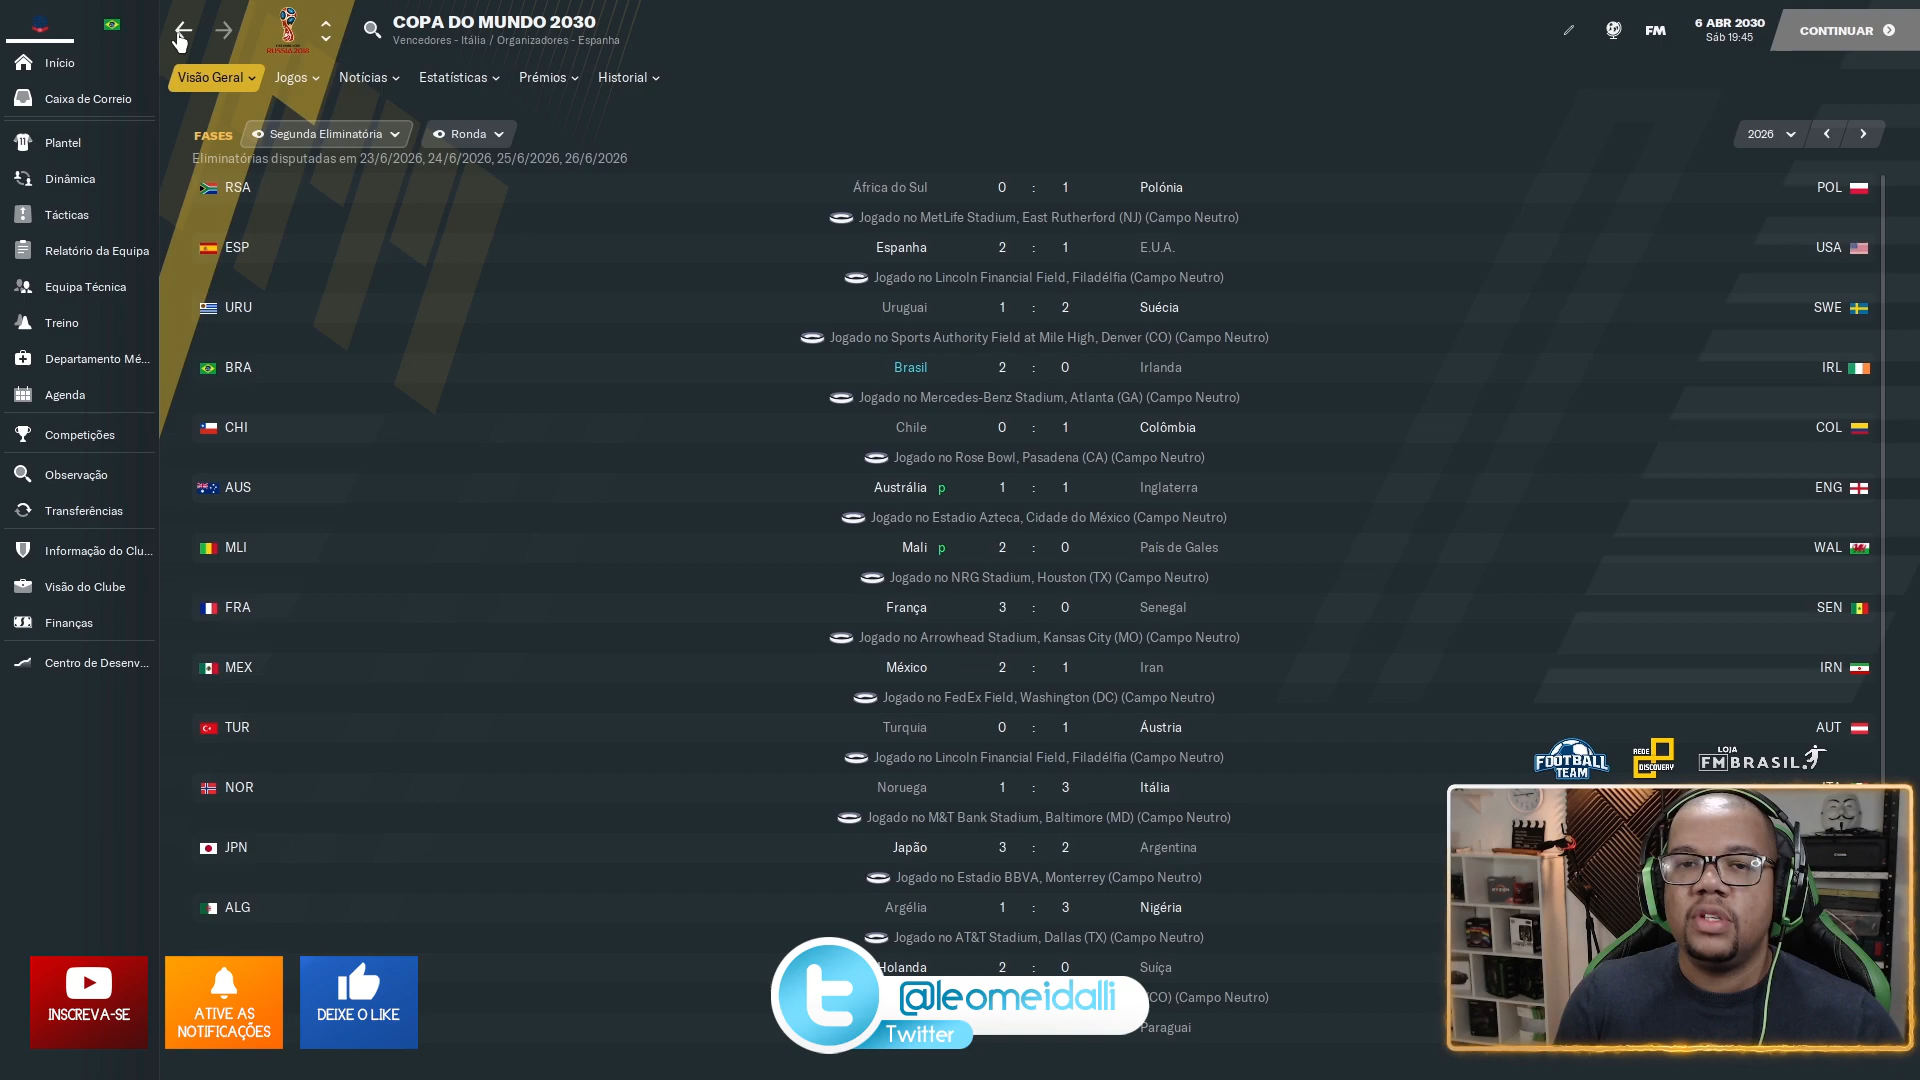 COPA DO MUNDO 2030
Vencedores - Itália / Organizadores - Espanha
FM
6 ABR 2030
Sáb 19:45
CONTINUAR
Início
Caixa de Correio
Plantel
Dinâmica
Tácticas
Relatório da Equipa
Equipa Técnica
Treino
Departamento Mé...
Agenda
Competições
Observação
Transferências
Informação do Clu...
Visão do Clube
Finanças
Centro de Desenv...
RUSSIA 2018
Visão Geral Jogos Notícias Estatísticas Prémios Historial
FASES Segunda Eliminatória Ronda 2026
Eliminatórias disputadas em 23/6/2026, 24/6/2026, 25/6/2026, 26/6/2026
RSA África do Sul 0 : 1 Polónia POL
Jogado no MetLife Stadium, East Rutherford (NJ) (Campo Neutro)
ESP Espanha 2 : 1 E.U.A. USA
Jogado no Lincoln Financial Field, Filadélfia (Campo Neutro)
URU Uruguai 1 : 2 Suécia SWE
Jogado no Sports Authority Field at Mile High, Denver (CO) (Campo Neutro)
BRA Brasil 2 : 0 Irlanda IRL
Jogado no Mercedes-Benz Stadium, Atlanta (GA) (Campo Neutro)
CHI Chile 0 : 1 Colômbia COL
Jogado no Rose Bowl, Pasadena (CA) (Campo Neutro)
AUS Austrália p 1 : 1 Inglaterra ENG
Jogado no Estadio Azteca, Cidade do México (Campo Neutro)
MLI Mali p 2 : 0 País de Gales WAL
Jogado no NRG Stadium, Houston (TX) (Campo Neutro)
FRA França 3 : 0 Senegal SEN
Jogado no Arrowhead Stadium, Kansas City (MO) (Campo Neutro)
MEX México 2 : 1 Iran IRN
Jogado no FedEx Field, Washington (DC) (Campo Neutro)
TUR Turquia 0 : 1 Áustria AUT
Jogado no Lincoln Financial Field, Filadélfia (Campo Neutro)
NOR Noruega 1 : 3 Itália
Jogado no M&T Bank Stadium, Baltimore (MD) (Campo Neutro)
JPN Japão 3 : 2 Argentina
Jogado no Estadio BBVA, Monterrey (Campo Neutro)
ALG Argélia 1 : 3 Nigéria
Jogado no AT&T Stadium, Dallas (TX) (Campo Neutro)
Holanda 2 : 0 Suíça
(CO) (Campo Neutro)
Paraguai
FOOTBALL TEAM
REDE DISCOVERY
LOJA
FMBRASIL
INSCREVA-SE
ATIVE AS
NOTIFICAÇÕES
DEIXE O LIKE
@leomeidalli
Twitter